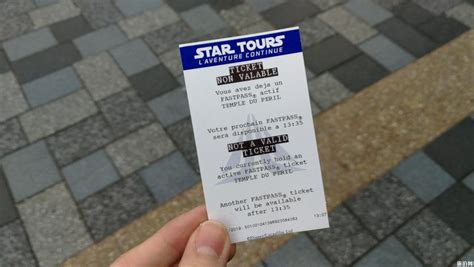 STAR TOURS
L'AVENTURE CONTINUE
TICKET
NON VALABLE
Vous avez déjà un
FASTPASS® actif
TEMPLE DU PERIL
Votre prochain FASTPASS®
sera disponible à 13:35
NOT A VALID
TICKET
You currently hold an
active FASTPASS® ticket
TEMPLE DU PERIL
Another FASTPASS® ticket
will be available
after 13:35